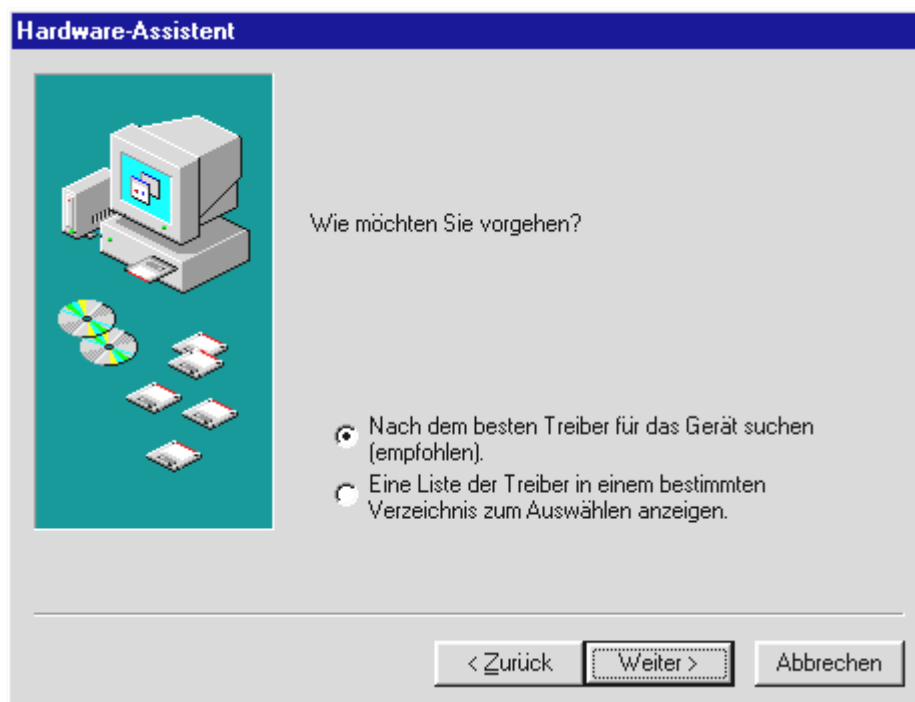 Hardware-Assistent
Wie möchten Sie vorgehen?
Nach dem besten Treiber für das Gerät suchen
(empfohlen).
Eine Liste der Treiber in einem bestimmten
Verzeichnis zum Auswählen anzeigen.
< Zurück Weiter > Abbrechen